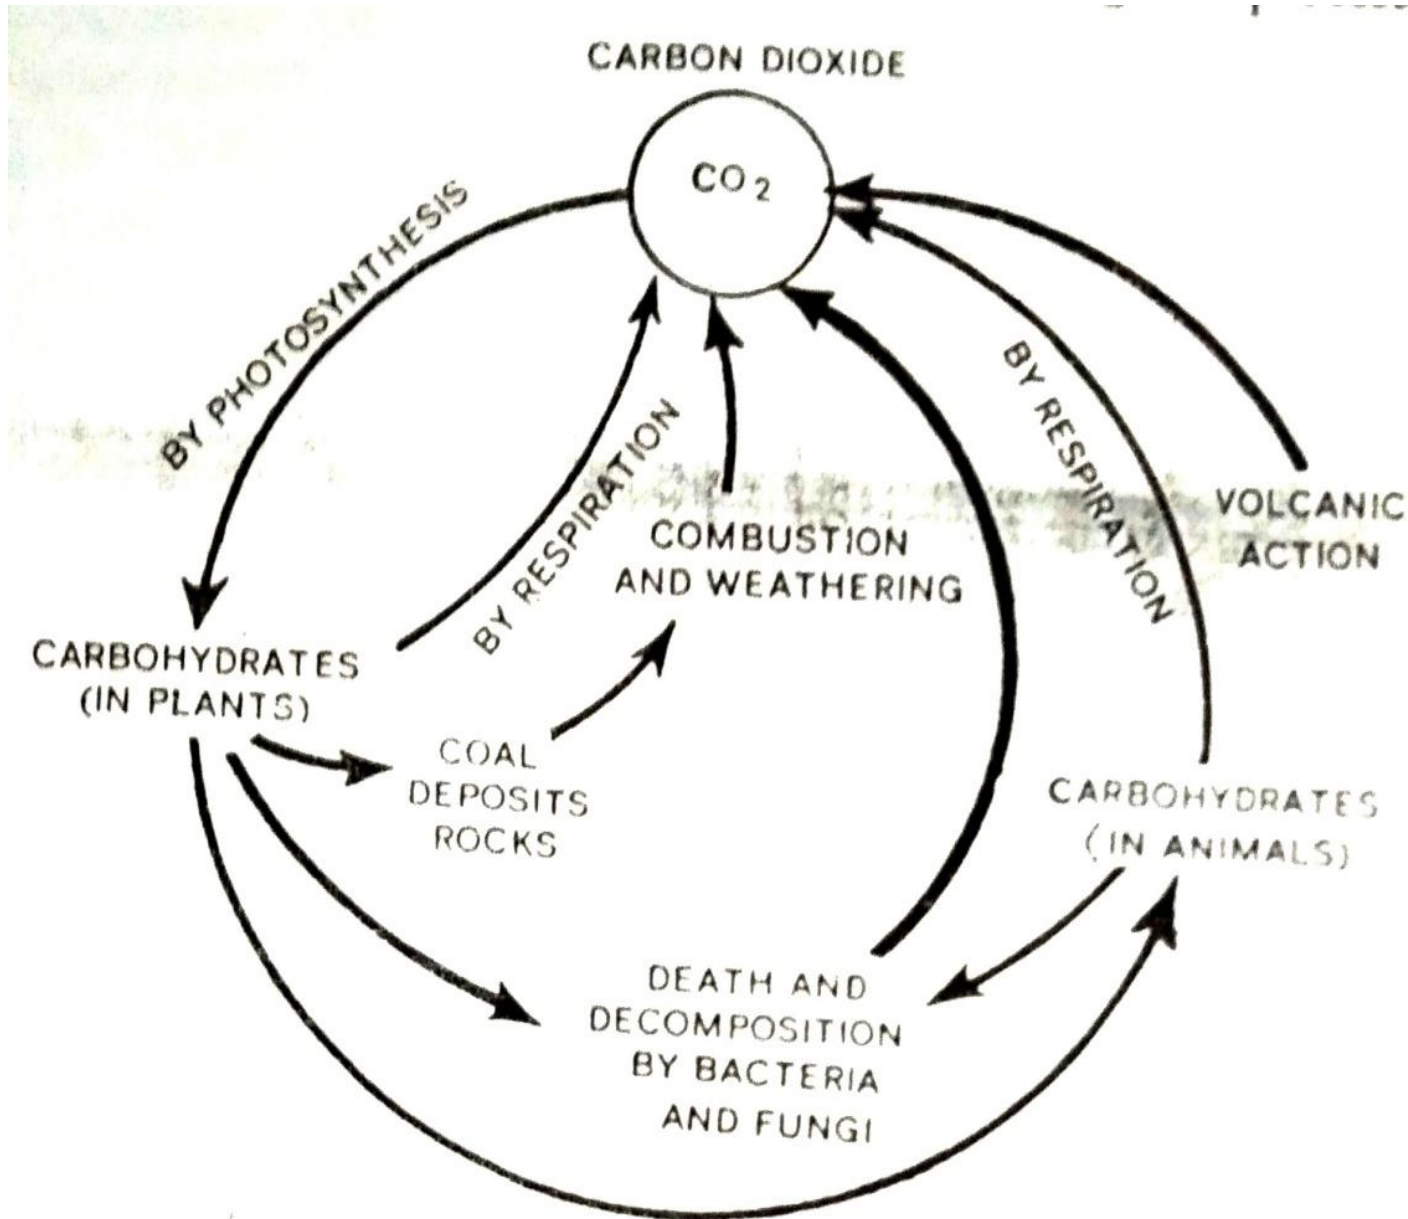 CARBON DIOXIDE
CO₂
BY PHOTOSYNTHESIS
BY RESPIRATION
BY RESPIRATION
COMBUSTION
AND WEATHERING
VOLCANIC
ACTION
CARBOHYDRATES
(IN PLANTS)
COAL
DEPOSITS
ROCKS
CARBOHYDRATES
(IN ANIMALS)
DEATH AND
DECOMPOSITION
BY BACTERIA
AND FUNGI